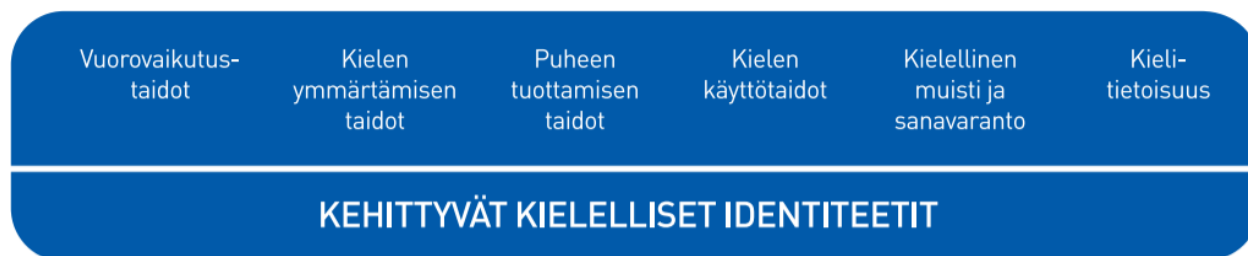 Vuorovaikutus-
taidot
Kielen
ymmärtämisen
taidot
Puheen
tuottamisen
taidot
Kielen
käyttötaidot
Kielellinen
muisti ja
sanavaranto
Kieli-
tietoisuus
KEHITTYVÄT KIELELLISET IDENTITEETIT